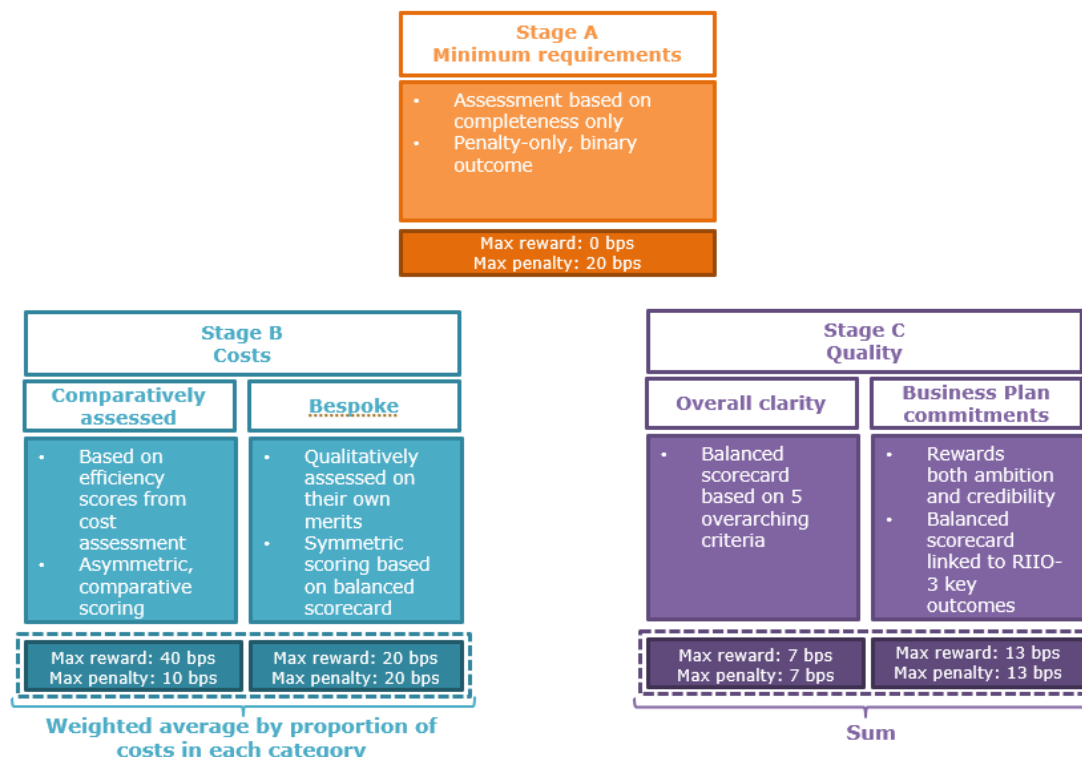 Stage A
Minimum requirements
• Assessment based on
completeness only
• Penalty-only, binary
outcome
Max reward: 0 bps
Max penalty: 20 bps
Stage B
Costs
Comparatively
assessed
• Based on
efficiency
scores from
cost
assessment
• Asymmetric,
comparative
scoring
Max reward: 40 bps
Max penalty: 10 bps
Bespoke
• Qualitatively
assessed on
their own
merits
• Symmetric
scoring based
on balanced
scorecard
Max reward: 20 bps
Max penalty: 20 bps
Weighted average by proportion of
costs in each category
Stage C
Quality
Overall clarity
• Balanced
scorecard
based on 5
overarching
criteria
Max reward: 7 bps
Max penalty: 7 bps
Business Plan
commitments
• Rewards
both ambition
and credibility
• Balanced
scorecard
linked to RIIO-
3 key
outcomes
Max reward: 13 bps
Max penalty: 13 bps
Sum